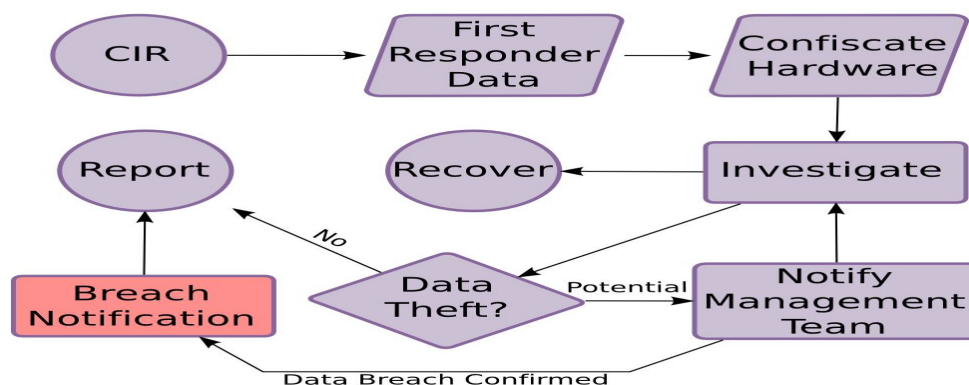 CIR
First
Responder
Data
Confiscate
Hardware
Report
Recover
Investigate
No
Breach
Notification
Data
Theft?
Potential
Notify
Management
Team
Data Breach Confirmed